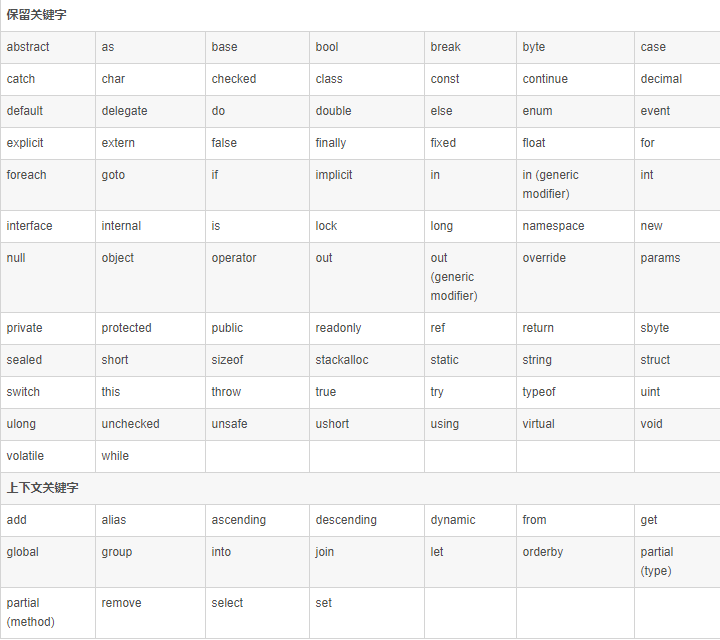 保留关键字
abstract as base bool break byte case
catch char checked class const continue decimal
default delegate do double else enum event
explicit extern false finally fixed float for
foreach goto if implicit in in (generic modifier) int
interface internal is lock long namespace new
null object operator out out (generic modifier) override params
private protected public readonly ref return sbyte
sealed short sizeof stackalloc static string struct
switch this throw true try typeof uint
ulong unchecked unsafe ushort using virtual void
volatile while
上下文关键字
add alias ascending descending dynamic from get
global group into join let orderby partial (type)
partial (method) remove select set